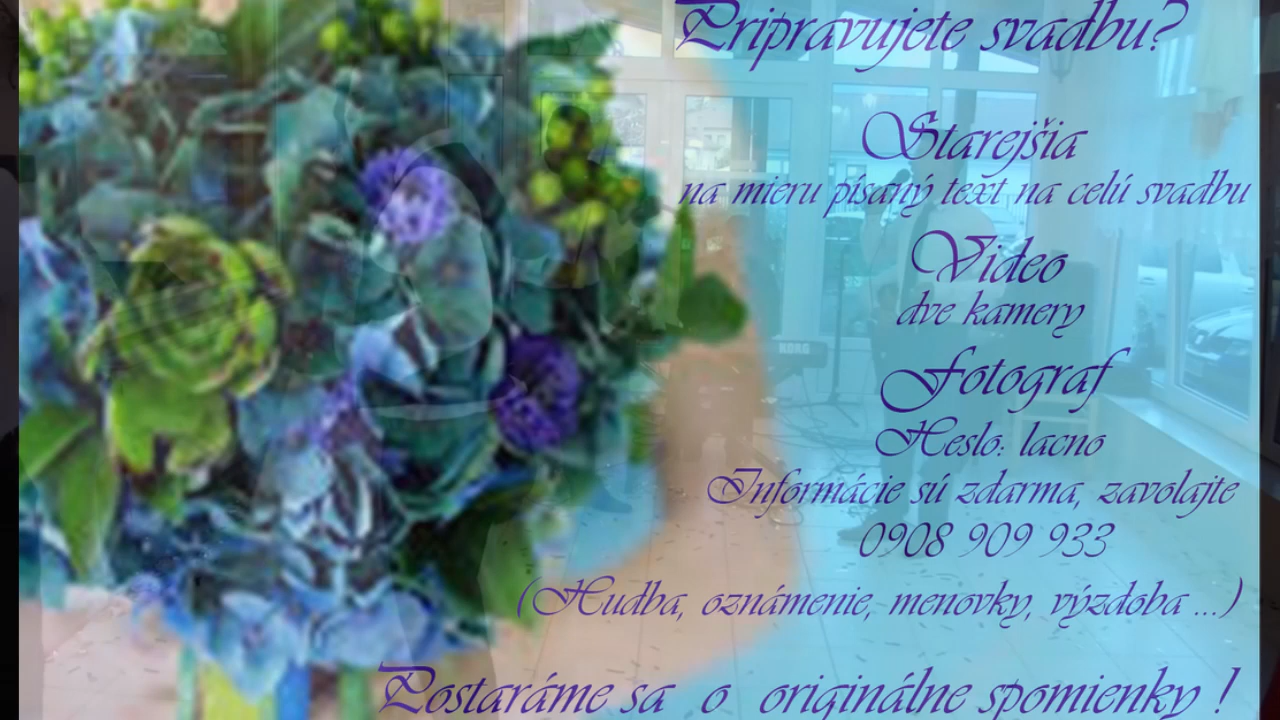 Pripravujete svadbu?
Starejšia
na mieru písaný text na celú svadbu
Video
dve kamery
KORG
Fotograf
Heslo: lacno
Informácie sú zdarma, zavolajte
0908 909 933
(Hudba, oznámenie, menovky, výzdoba ...)
Postaráme sa o originálne spomienky !